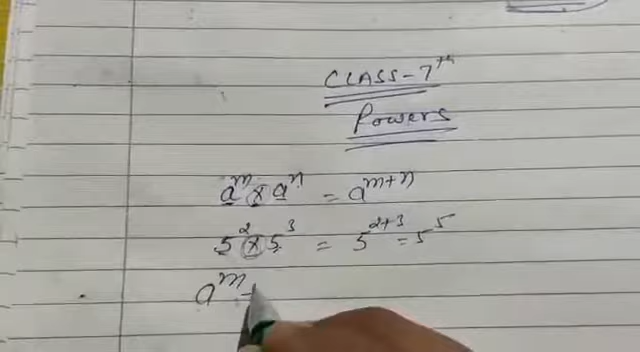 CLASS-7th
Powers
a^m × a^n = a^{m+n}
5^2 × 5^3 = 5^{2+3} = 5^5
a^m